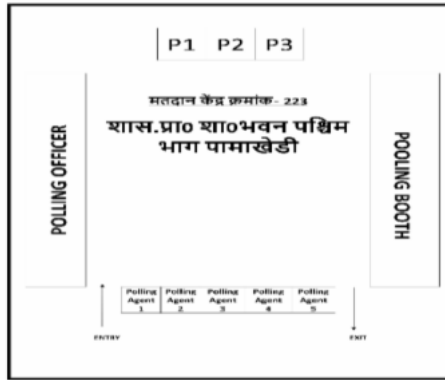 P1 P2 P3
मतदान केंद्र क्रमांक- 223
शास.प्रा० शा०भवन पश्चिम
भाग पामाखेडी
POLLING OFFICER
POOLING BOOTH
Polling Agent 1
Polling Agent 2
Polling Agent 3
Polling Agent 4
Polling Agent 5
ENTRY
EXIT